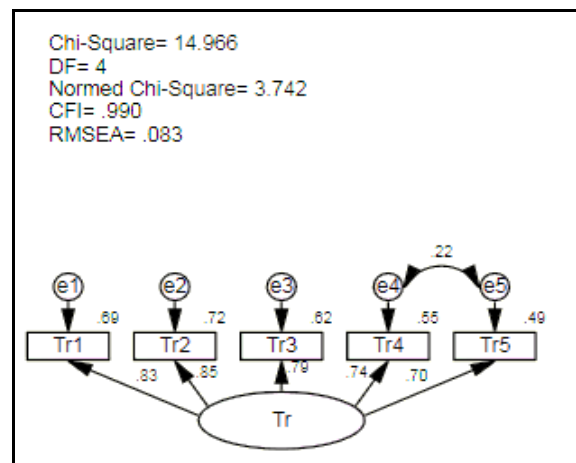 Chi-Square= 14.966
DF= 4
Normed Chi-Square= 3.742
CFI= .990
RMSEA= .083
.22
e1 e2 e3 e4 e5
.69 .72 .62 .55 .49
Tr1 Tr2 Tr3 Tr4 Tr5
.83 .85 .79 .74 .70
Tr